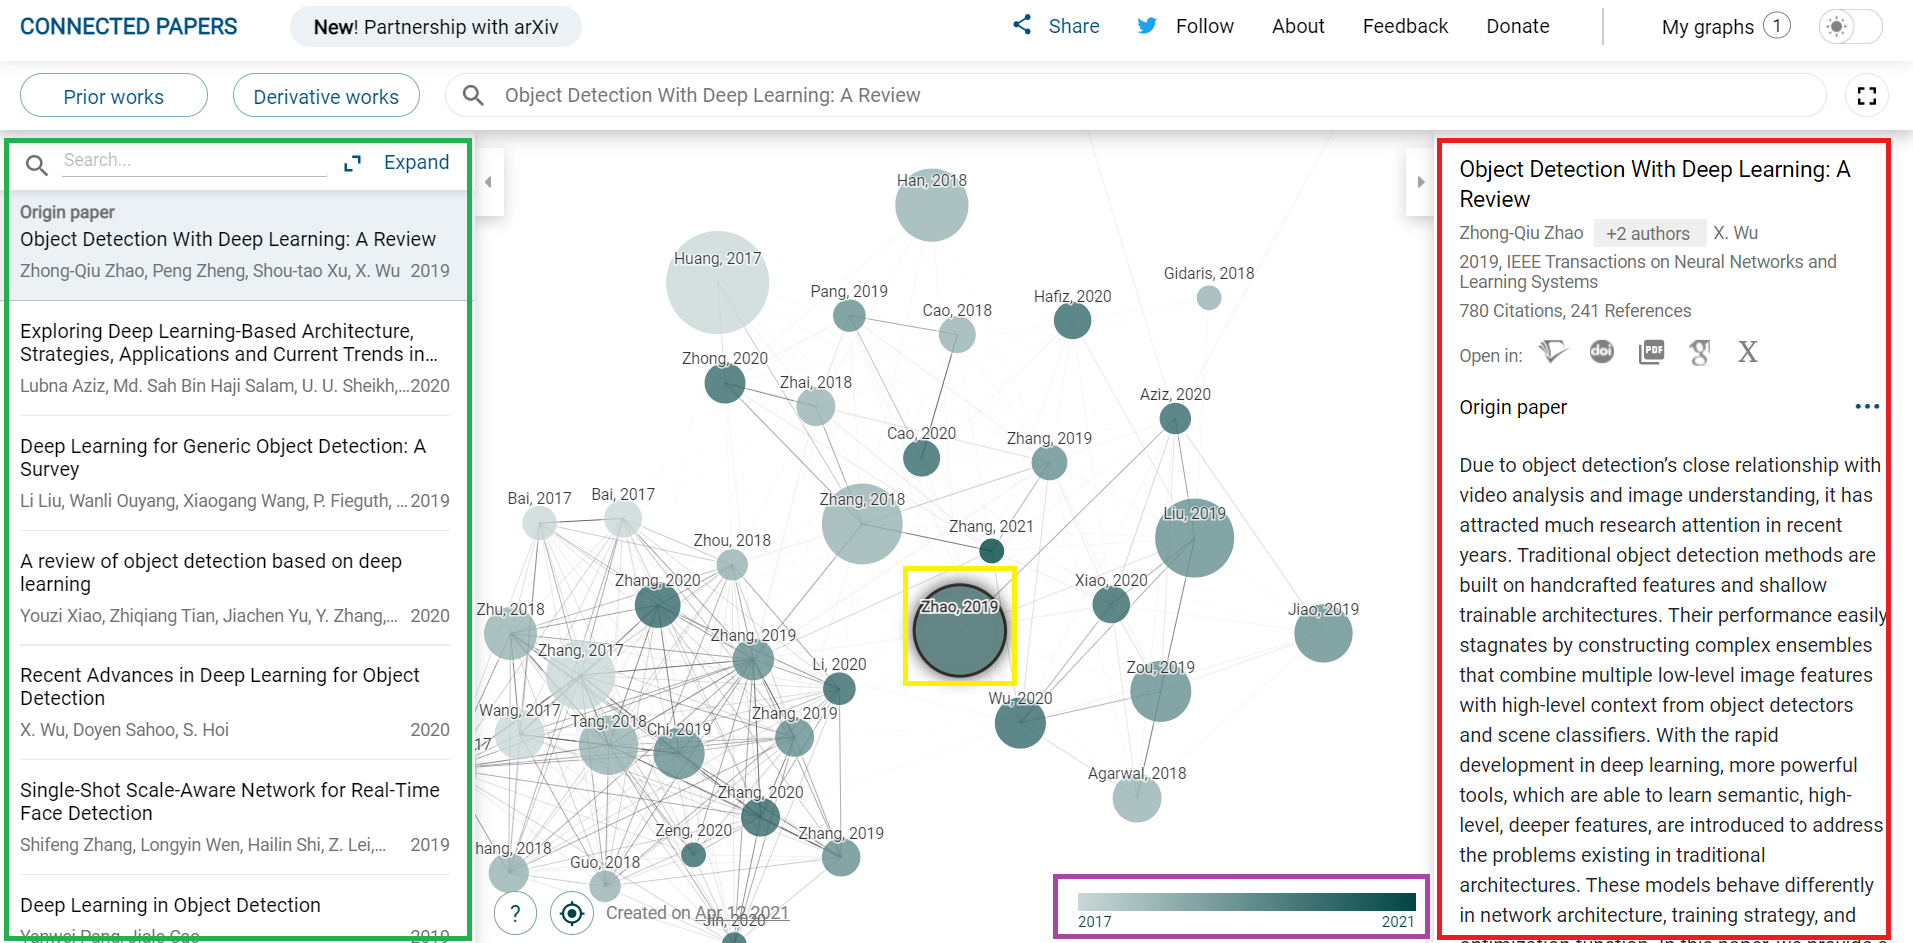 CONNECTED PAPERS
New! Partnership with arXiv
Share
Follow
About
Feedback
Donate
My graphs 1
Prior works
Derivative works
Object Detection With Deep Learning: A Review
Search...
Expand
Origin paper
Object Detection With Deep Learning: A Review
Zhong-Qiu Zhao, Peng Zheng, Shou-tao Xu, X. Wu 2019
Exploring Deep Learning-Based Architecture,
Strategies, Applications and Current Trends in...
Lubna Aziz, Md. Sah Bin Haji Salam, U. U. Sheikh,... 2020
Deep Learning for Generic Object Detection: A
Survey
Li Liu, Wanli Ouyang, Xiaogang Wang, P. Fieguth, ... 2019
A review of object detection based on deep
learning
Youzi Xiao, Zhiqiang Tian, Jiachen Yu, Y. Zhang,... 2020
Recent Advances in Deep Learning for Object
Detection
X. Wu, Doyen Sahoo, S. Hoi 2020
Single-Shot Scale-Aware Network for Real-Time
Face Detection
Shifeng Zhang, Longyin Wen, Hailin Shi, Z. Lei,... 2019
Deep Learning in Object Detection
Yanwei Pang, Jiale Cao 2019
Han, 2018
Huang, 2017
Gidaris, 2018
Pang, 2019
Hafiz, 2020
Cao, 2018
Zhong, 2020
Zhai, 2018
Aziz, 2020
Cao, 2020
Zhang, 2019
Bai, 2017
Bai, 2017
Zhang, 2018
Liu, 2019
Zhang, 2021
Zhou, 2018
Zhang, 2020
Xiao, 2020
Zhu, 2018
Zhao, 2019
Jiao, 2019
Zhang, 2019
Zhang, 2017
Li, 2020
Zou, 2019
Wu, 2020
Wang, 2017
Tang, 2018
Chi, 2019
Zhang, 2019
17
Agarwal, 2018
Zhang, 2020
Zeng, 2020
Zhang, 2019
hang, 2018
Guo, 2018
?
Created on Apr 12 2021
Jin, 2020
2017
2021
Object Detection With Deep Learning: A
Review
Zhong-Qiu Zhao +2 authors X. Wu
2019, IEEE Transactions on Neural Networks and
Learning Systems
780 Citations, 241 References
Open in: doi PDF g X
Origin paper
Due to object detection's close relationship with
video analysis and image understanding, it has
attracted much research attention in recent
years. Traditional object detection methods are
built on handcrafted features and shallow
trainable architectures. Their performance easily
stagnates by constructing complex ensembles
that combine multiple low-level image features
with high-level context from object detectors
and scene classifiers. With the rapid
development in deep learning, more powerful
tools, which are able to learn semantic, high-
level, deeper features, are introduced to address
the problems existing in traditional
architectures. These models behave differently
in network architecture, training strategy, and